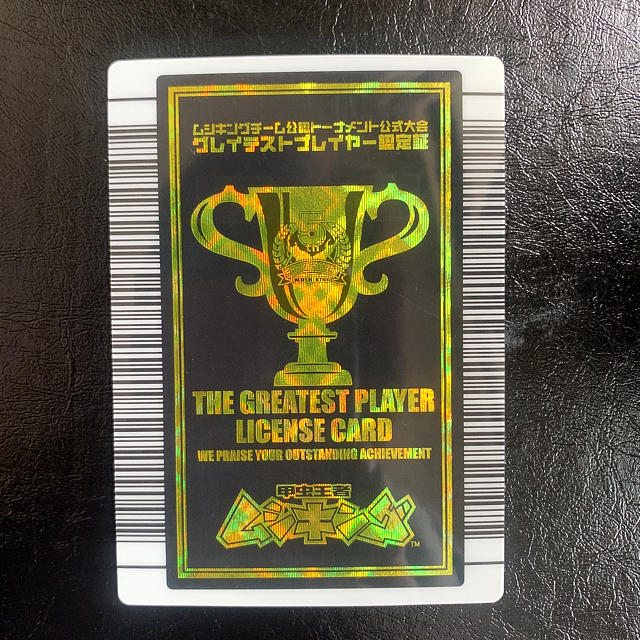 ムシキングチーム公認トーナメント公式大会
グレイテストプレイヤー認定証
MUSHIKING
THE GREATEST PLAYER
LICENSE CARD
WE PRAISE YOUR OUTSTANDING ACHIEVEMENT
甲虫王者
ムシキング
TM